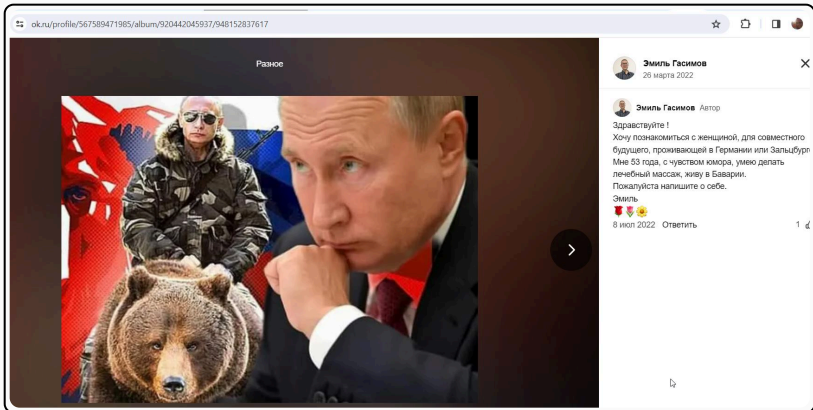 ok.ru/profile/567589471985/album/920442045937/948152837617
Разное
Эмиль Гасимов
26 марта 2022
Эмиль Гасимов Автор
Здравствуйте !
Хочу познакомиться с женщиной, для совместного
будущего, проживающей в Германии или Зальцбург
Мне 53 года, с чувством юмора, умею делать
лечебный массаж, живу в Баварии.
Пожалуйста напишите о себе.
Эмиль
8 июл 2022 Ответить 1